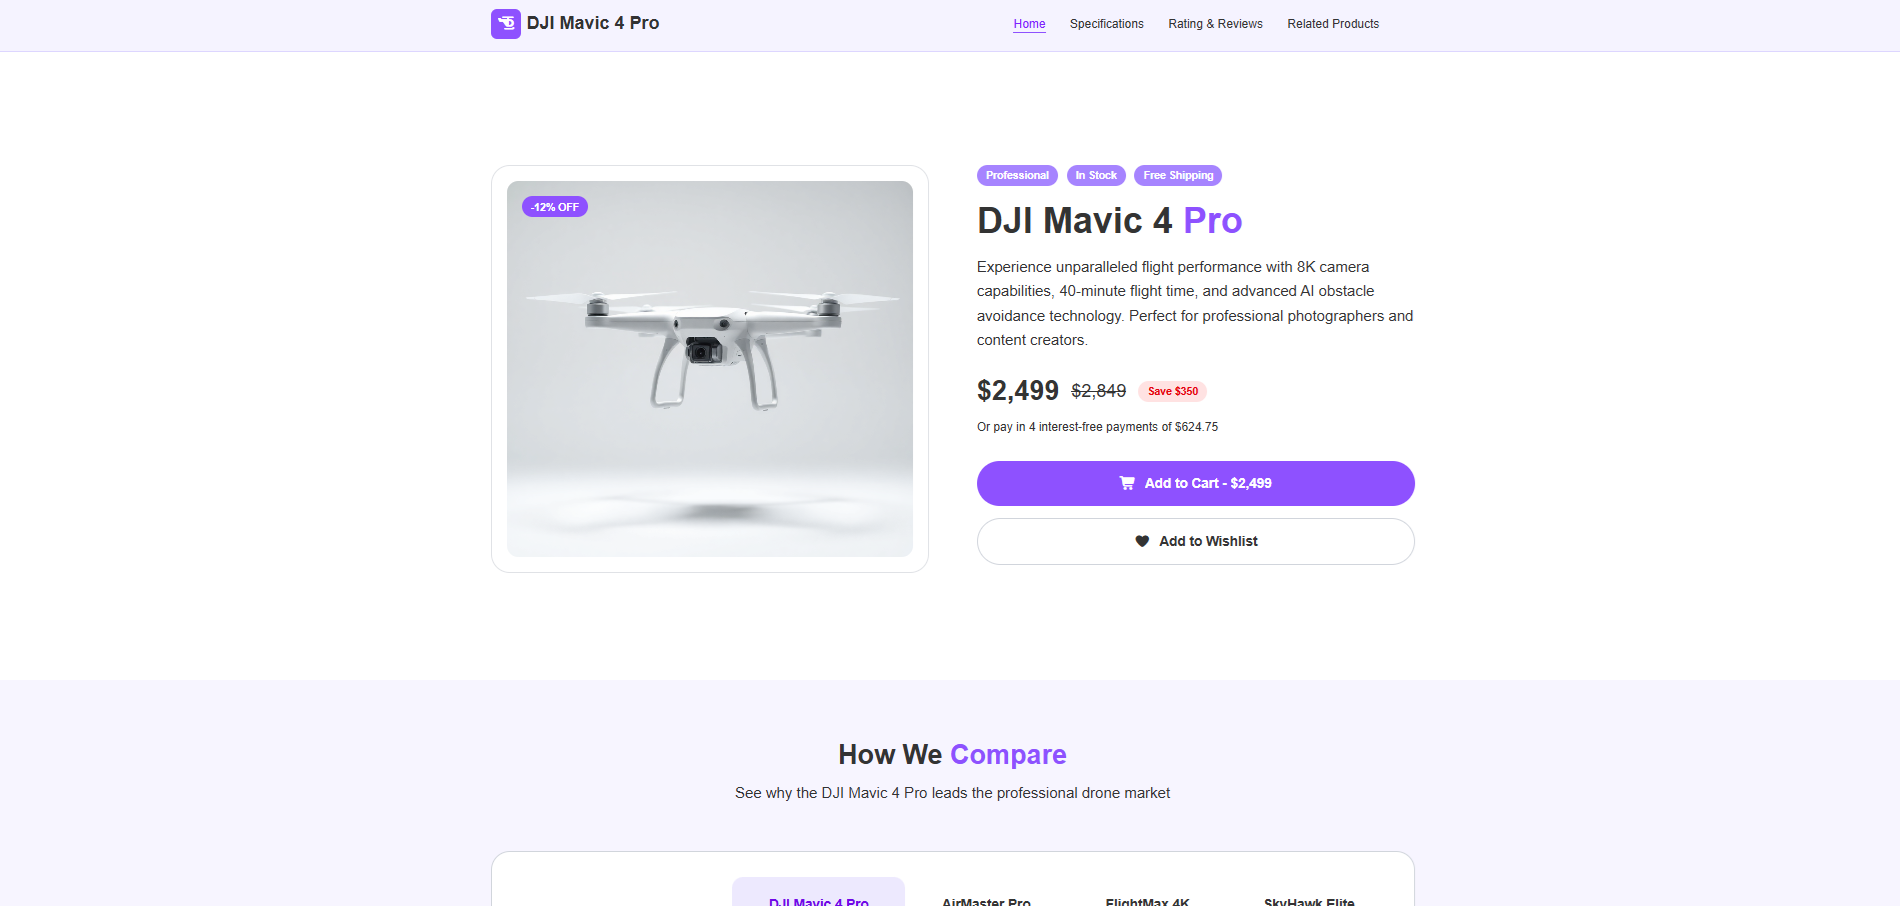 DJI Mavic 4 Pro
Home Specifications Rating & Reviews Related Products
-12% OFF
Professional In Stock Free Shipping
DJI Mavic 4 Pro
Experience unparalleled flight performance with 8K camera
capabilities, 40-minute flight time, and advanced AI obstacle
avoidance technology. Perfect for professional photographers and
content creators.
$2,499 $2,849 Save $350
Or pay in 4 interest-free payments of $624.75
Add to Cart - $2,499
Add to Wishlist
How We Compare
See why the DJI Mavic 4 Pro leads the professional drone market
DJI Mavic 4 Pro AirMaster Pro FlightMax 4K SkyHawk Elite